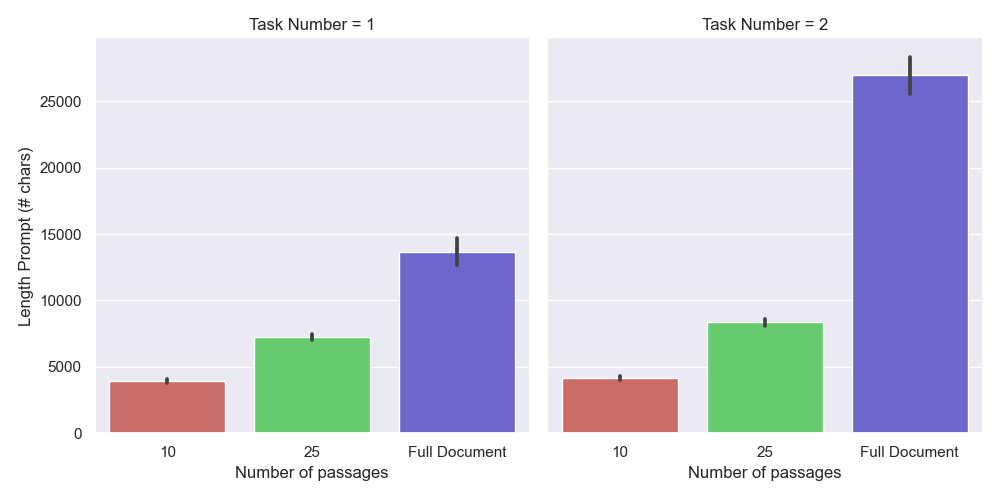 Task Number = 1
Task Number = 2
Length Prompt (# chars)
25000
20000
15000
10000
5000
0
10 25 Full Document
10 25 Full Document
Number of passages
Number of passages